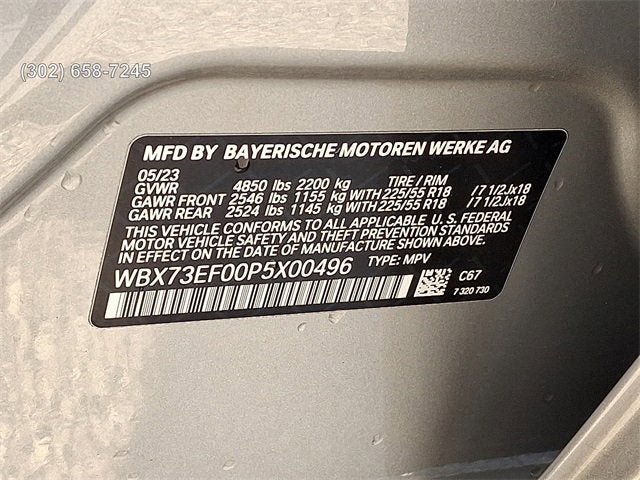 (302) 658-7245
MFD BY BAYERISCHE MOTOREN WERKE AG
05/23
GVWR 4850 lbs 2200 kg TIRE / RIM
GAWR FRONT 2546 lbs 1155 kg WITH 225/55 R18 /7 1/2Jx18
GAWR REAR 2524 lbs 1145 kg WITH 225/55 R18 /7 1/2Jx18
THIS VEHICLE CONFORMS TO ALL APPLICABLE U. S. FEDERAL
MOTOR VEHICLE SAFETY AND THEFT PREVENTION STANDARDS
IN EFFECT ON THE DATE OF MANUFACTURE SHOWN ABOVE.
WBX73EF00P5X00496 TYPE: MPV
C67
7 320 730